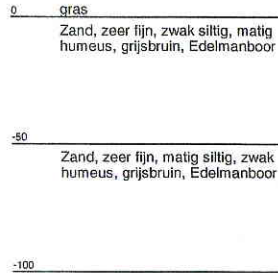 0 gras
Zand, zeer fijn, zwak siltig, matig
humeus, grijsbruin, Edelmanboor
-50
Zand, zeer fijn, matig siltig, zwak
humeus, grijsbruin, Edelmanboor
-100